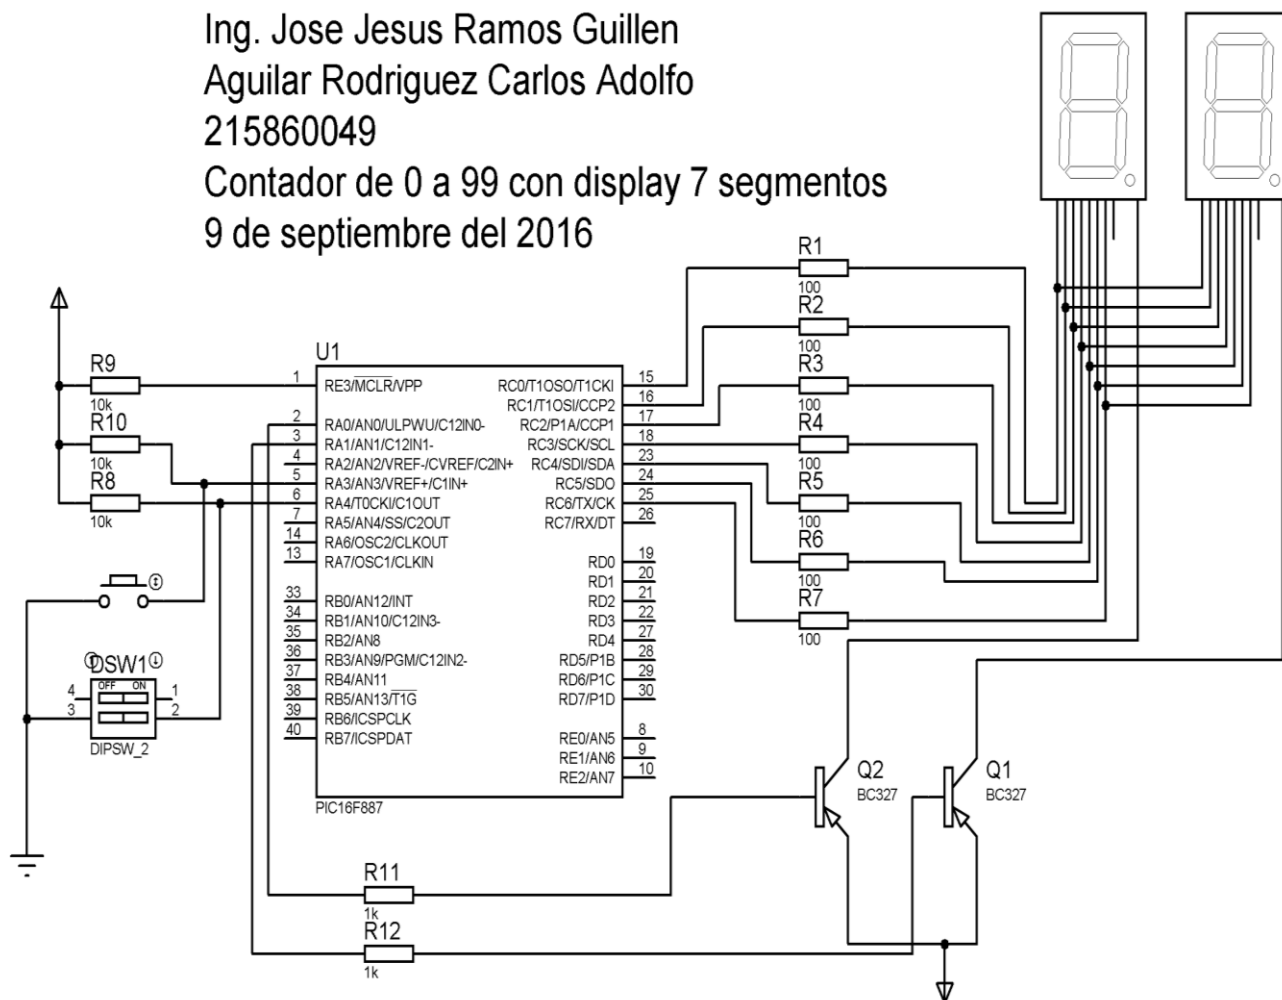 Ing. Jose Jesus Ramos Guillen
Aguilar Rodriguez Carlos Adolfo
215860049
Contador de 0 a 99 con display 7 segmentos
9 de septiembre del 2016
R1
100
R2
100
R3
100
R4
100
R5
100
R6
100
R7
100
R9
10k
R10
10k
R8
10k
U1
1 RE3/MCLR/VPP
2 RA0/AN0/ULPWU/C12IN0-
3 RA1/AN1/C12IN1-
4 RA2/AN2/VREF-/CVREF/C2IN+
5 RA3/AN3/VREF+/C1IN+
6 RA4/T0CKI/C1OUT
7 RA5/AN4/SS/C2OUT
14 RA6/OSC2/CLKOUT
13 RA7/OSC1/CLKIN
33 RB0/AN12/INT
34 RB1/AN10/C12IN3-
35 RB2/AN8
36 RB3/AN9/PGM/C12IN2-
37 RB4/AN11
38 RB5/AN13/T1G
39 RB6/ICSPCLK
40 RB7/ICSPDAT
RC0/T1OSO/T1CKI 15
RC1/T1OSI/CCP2 16
RC2/P1A/CCP1 17
RC3/SCK/SCL 18
RC4/SDI/SDA 23
RC5/SDO 24
RC6/TX/CK 25
RC7/RX/DT 26
RD0 19
RD1 20
RD2 21
RD3 22
RD4 27
RD5/P1B 28
RD6/P1C 29
RD7/P1D 30
RE0/AN5 8
RE1/AN6 9
RE2/AN7 10
PIC16F887
DSW1
OFF ON
4 1
3 2
DIPSW_2
Q2
BC327
Q1
BC327
R11
1k
R12
1k